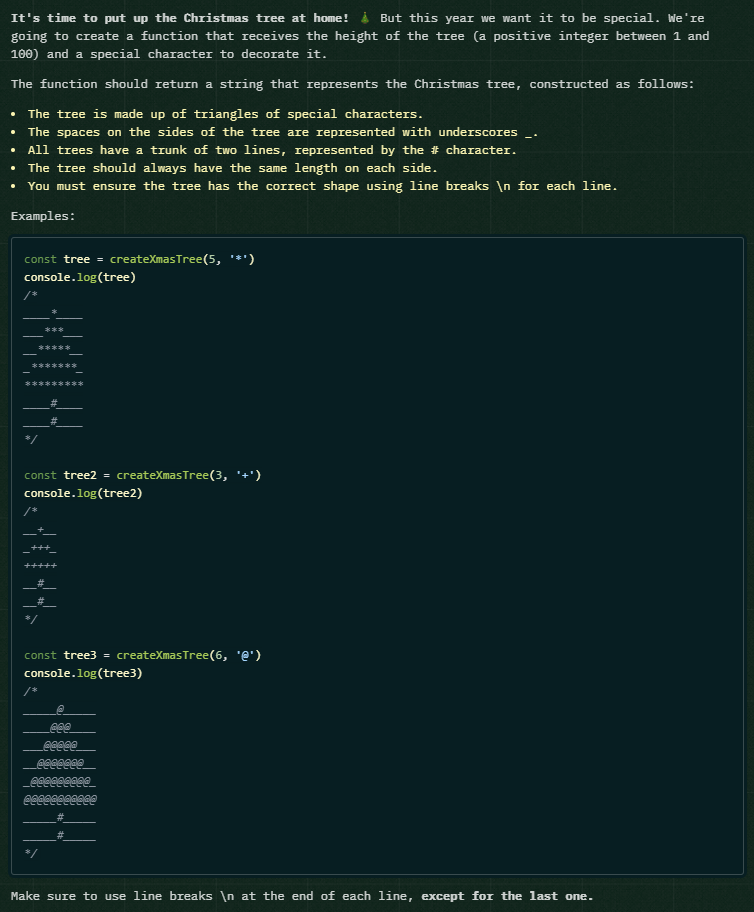 It's time to put up the Christmas tree at home! 🎄 But this year we want it to be special. We're
going to create a function that receives the height of the tree (a positive integer between 1 and
100) and a special character to decorate it.
The function should return a string that represents the Christmas tree, constructed as follows:
• The tree is made up of triangles of special characters.
• The spaces on the sides of the tree are represented with underscores _.
• All trees have a trunk of two lines, represented by the # character.
• The tree should always have the same length on each side.
• You must ensure the tree has the correct shape using line breaks \n for each line.
Examples:
const tree = createXmasTree(5, '*')
console.log(tree)
/*
____*____
___***___
__*****__
_*******_
*********
____#____
____#____
*/
const tree2 = createXmasTree(3, '+')
console.log(tree2)
/*
__+__
_+++_
+++++
__#__
__#__
*/
const tree3 = createXmasTree(6, '@')
console.log(tree3)
/*
_____@_____
____@@@____
___@@@@@___
__@@@@@@@__
_@@@@@@@@@_
@@@@@@@@@@@
_____#_____
_____#_____
*/
Make sure to use line breaks \n at the end of each line, except for the last one.